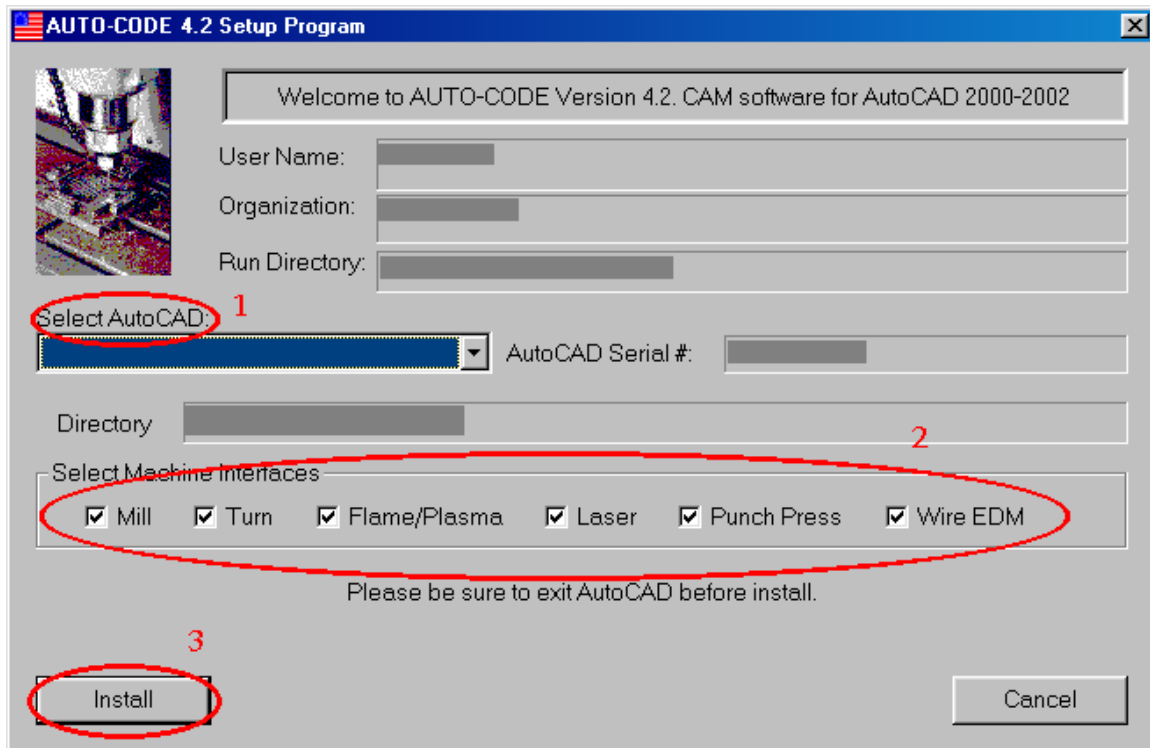 AUTO-CODE 4.2 Setup Program
Welcome to AUTO-CODE Version 4.2. CAM software for AutoCAD 2000-2002
User Name:
Organization:
Run Directory:
1
Select AutoCAD:
AutoCAD Serial #:
Directory
2
Select Machine Interfaces
Mill Turn Flame/Plasma Laser Punch Press Wire EDM
Please be sure to exit AutoCAD before install.
3
Install Cancel